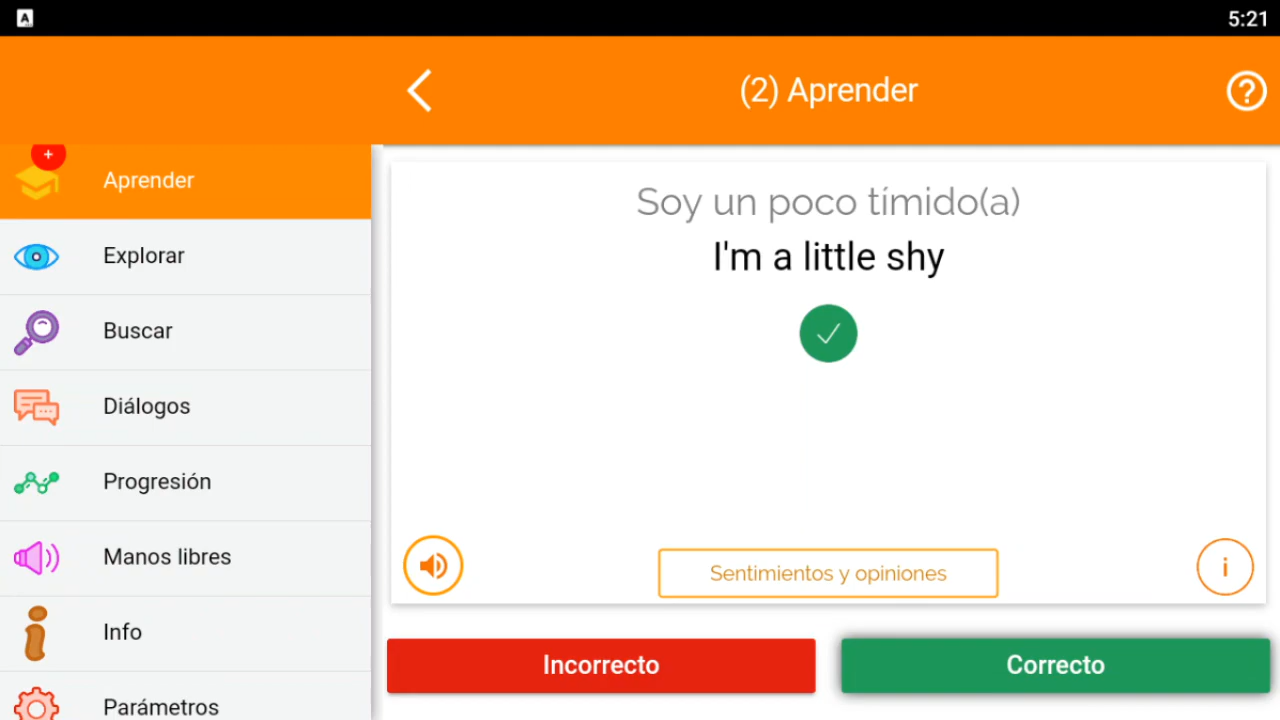 A
5:21
(2) Aprender
+
Aprender
Explorar
Buscar
Diálogos
Progresión
Manos libres
Info
Parámetros
Soy un poco tímido(a)
I'm a little shy
Sentimientos y opiniones
i
Incorrecto
Correcto